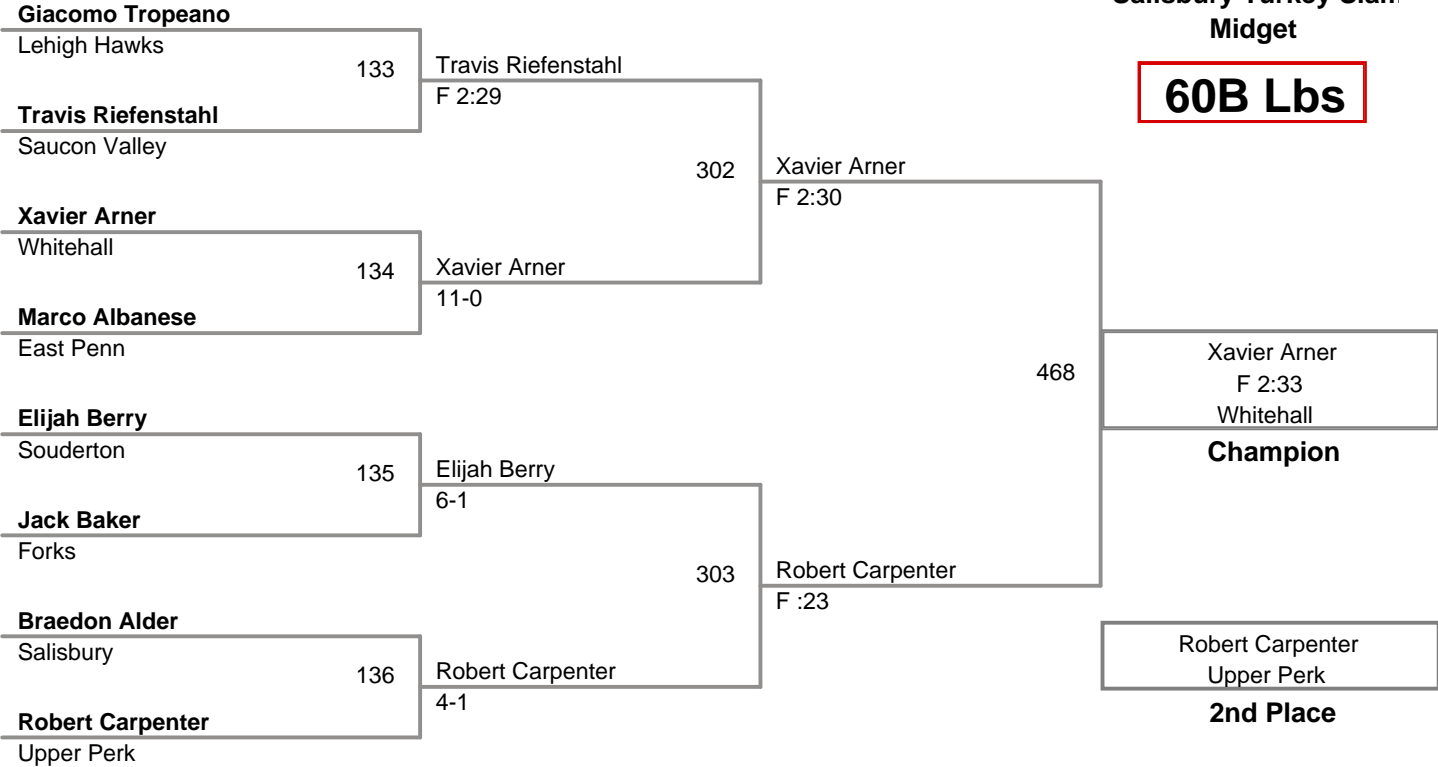 Giacomo Tropeano
Lehigh Hawks
133
Travis Riefenstahl
F 2:29
Travis Riefenstahl
Saucon Valley
302
Xavier Arner
F 2:30
Xavier Arner
Whitehall
134
Xavier Arner
11-0
Marco Albanese
East Penn
468
Elijah Berry
Souderton
135
Elijah Berry
6-1
Jack Baker
Forks
303
Robert Carpenter
F :23
Braedon Alder
Salisbury
136
Robert Carpenter
4-1
Robert Carpenter
Upper Perk
Salisbury Turkey
Midget
60B Lbs
Xavier Arner
F 2:33
Whitehall
Champion
Robert Carpenter
Upper Perk
2nd Place